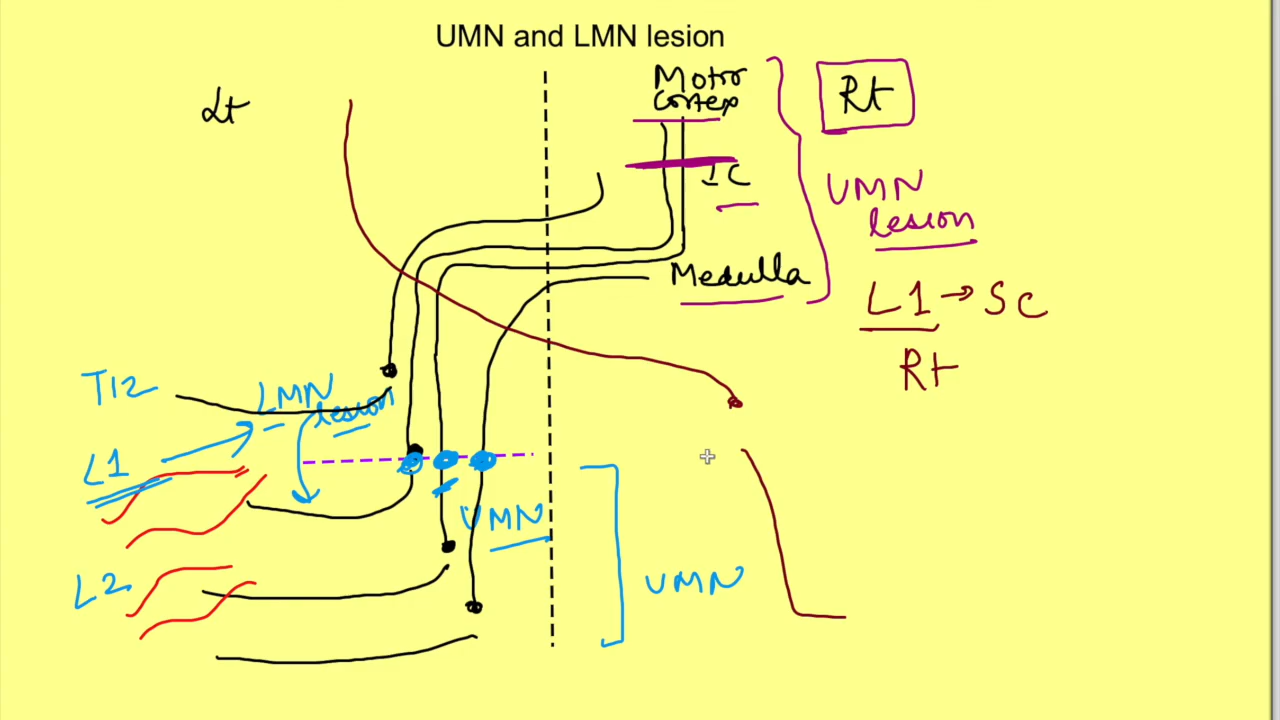 UMN and LMN lesion
Lt
Motor
Cortex
Rt
IC
UMN
lesion
Medulla
L1 → SC
Rt
T12
LMN
lesion
L1
UMN
L2
UMN